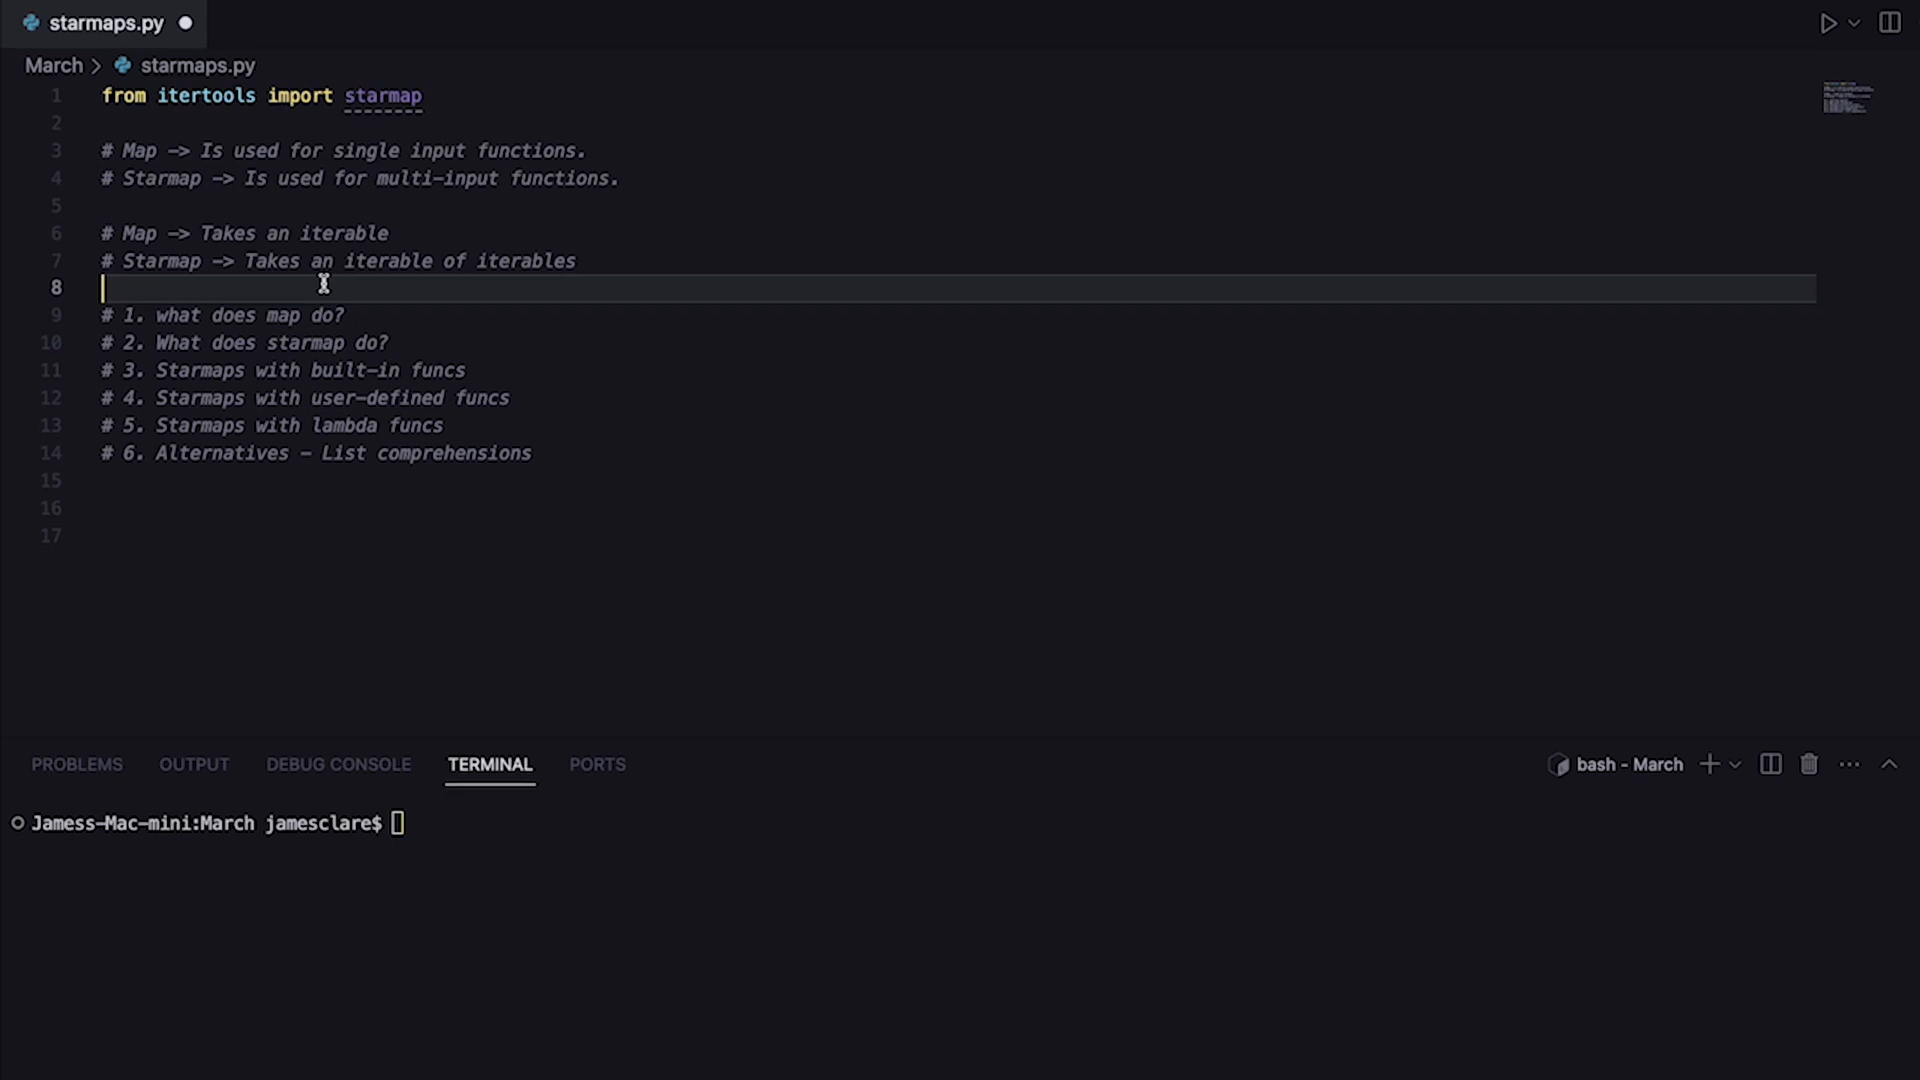 starmaps.py
March > starmaps.py
1 from itertools import starmap
2
3 # Map -> Is used for single input functions.
4 # Starmap -> Is used for multi-input functions.
5
6 # Map -> Takes an iterable
7 # Starmap -> Takes an iterable of iterables
8
9 # 1. what does map do?
10 # 2. What does starmap do?
11 # 3. Starmaps with built-in funcs
12 # 4. Starmaps with user-defined funcs
13 # 5. Starmaps with lambda funcs
14 # 6. Alternatives - List comprehensions
15
16
17
PROBLEMS OUTPUT DEBUG CONSOLE TERMINAL PORTS bash - March
Jamess-Mac-mini:March jamesclare$